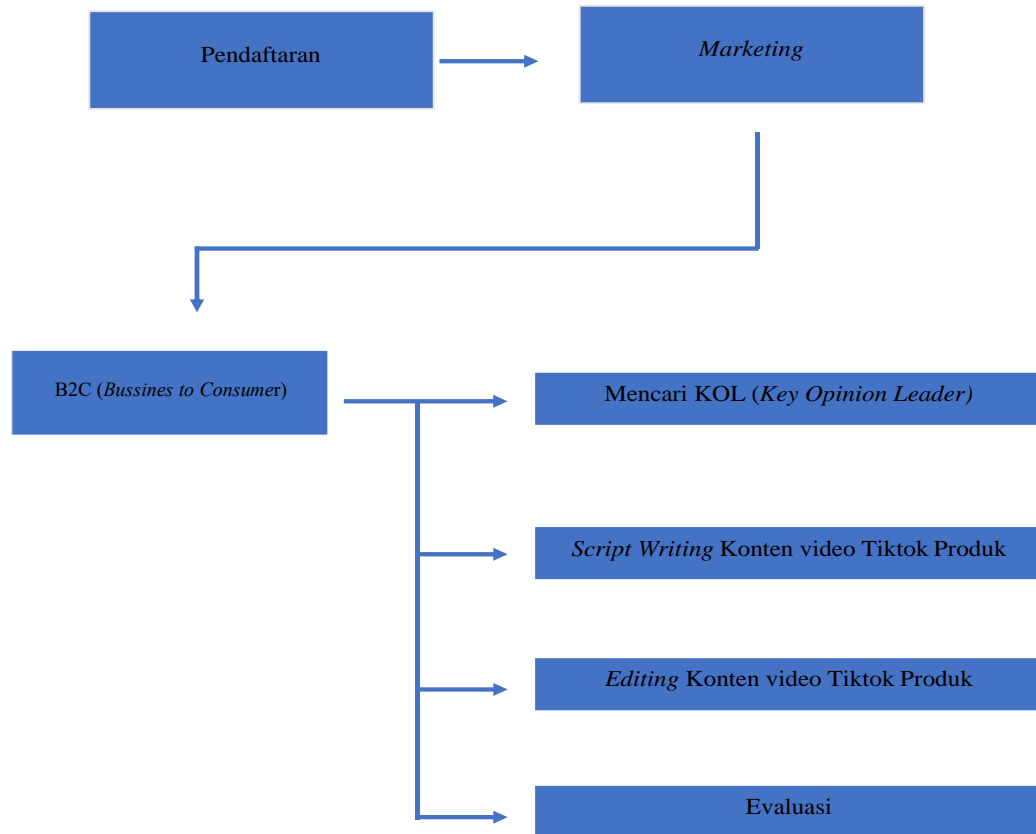 Pendaftaran
Marketing
B2C (Bussines to Consumer)
Mencari KOL (Key Opinion Leader)
Script Writing Konten video Tiktok Produk
Editing Konten video Tiktok Produk
Evaluasi